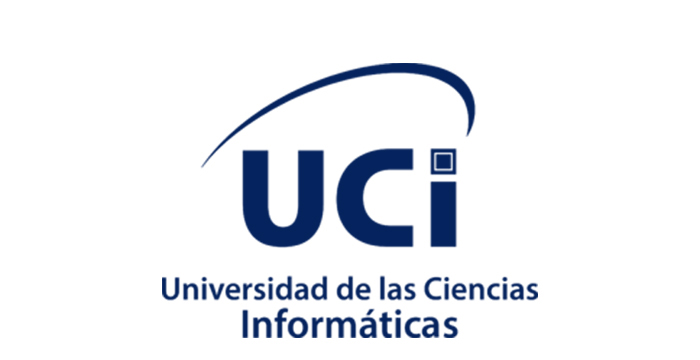 UCi
Universidad de las Ciencias
Informáticas